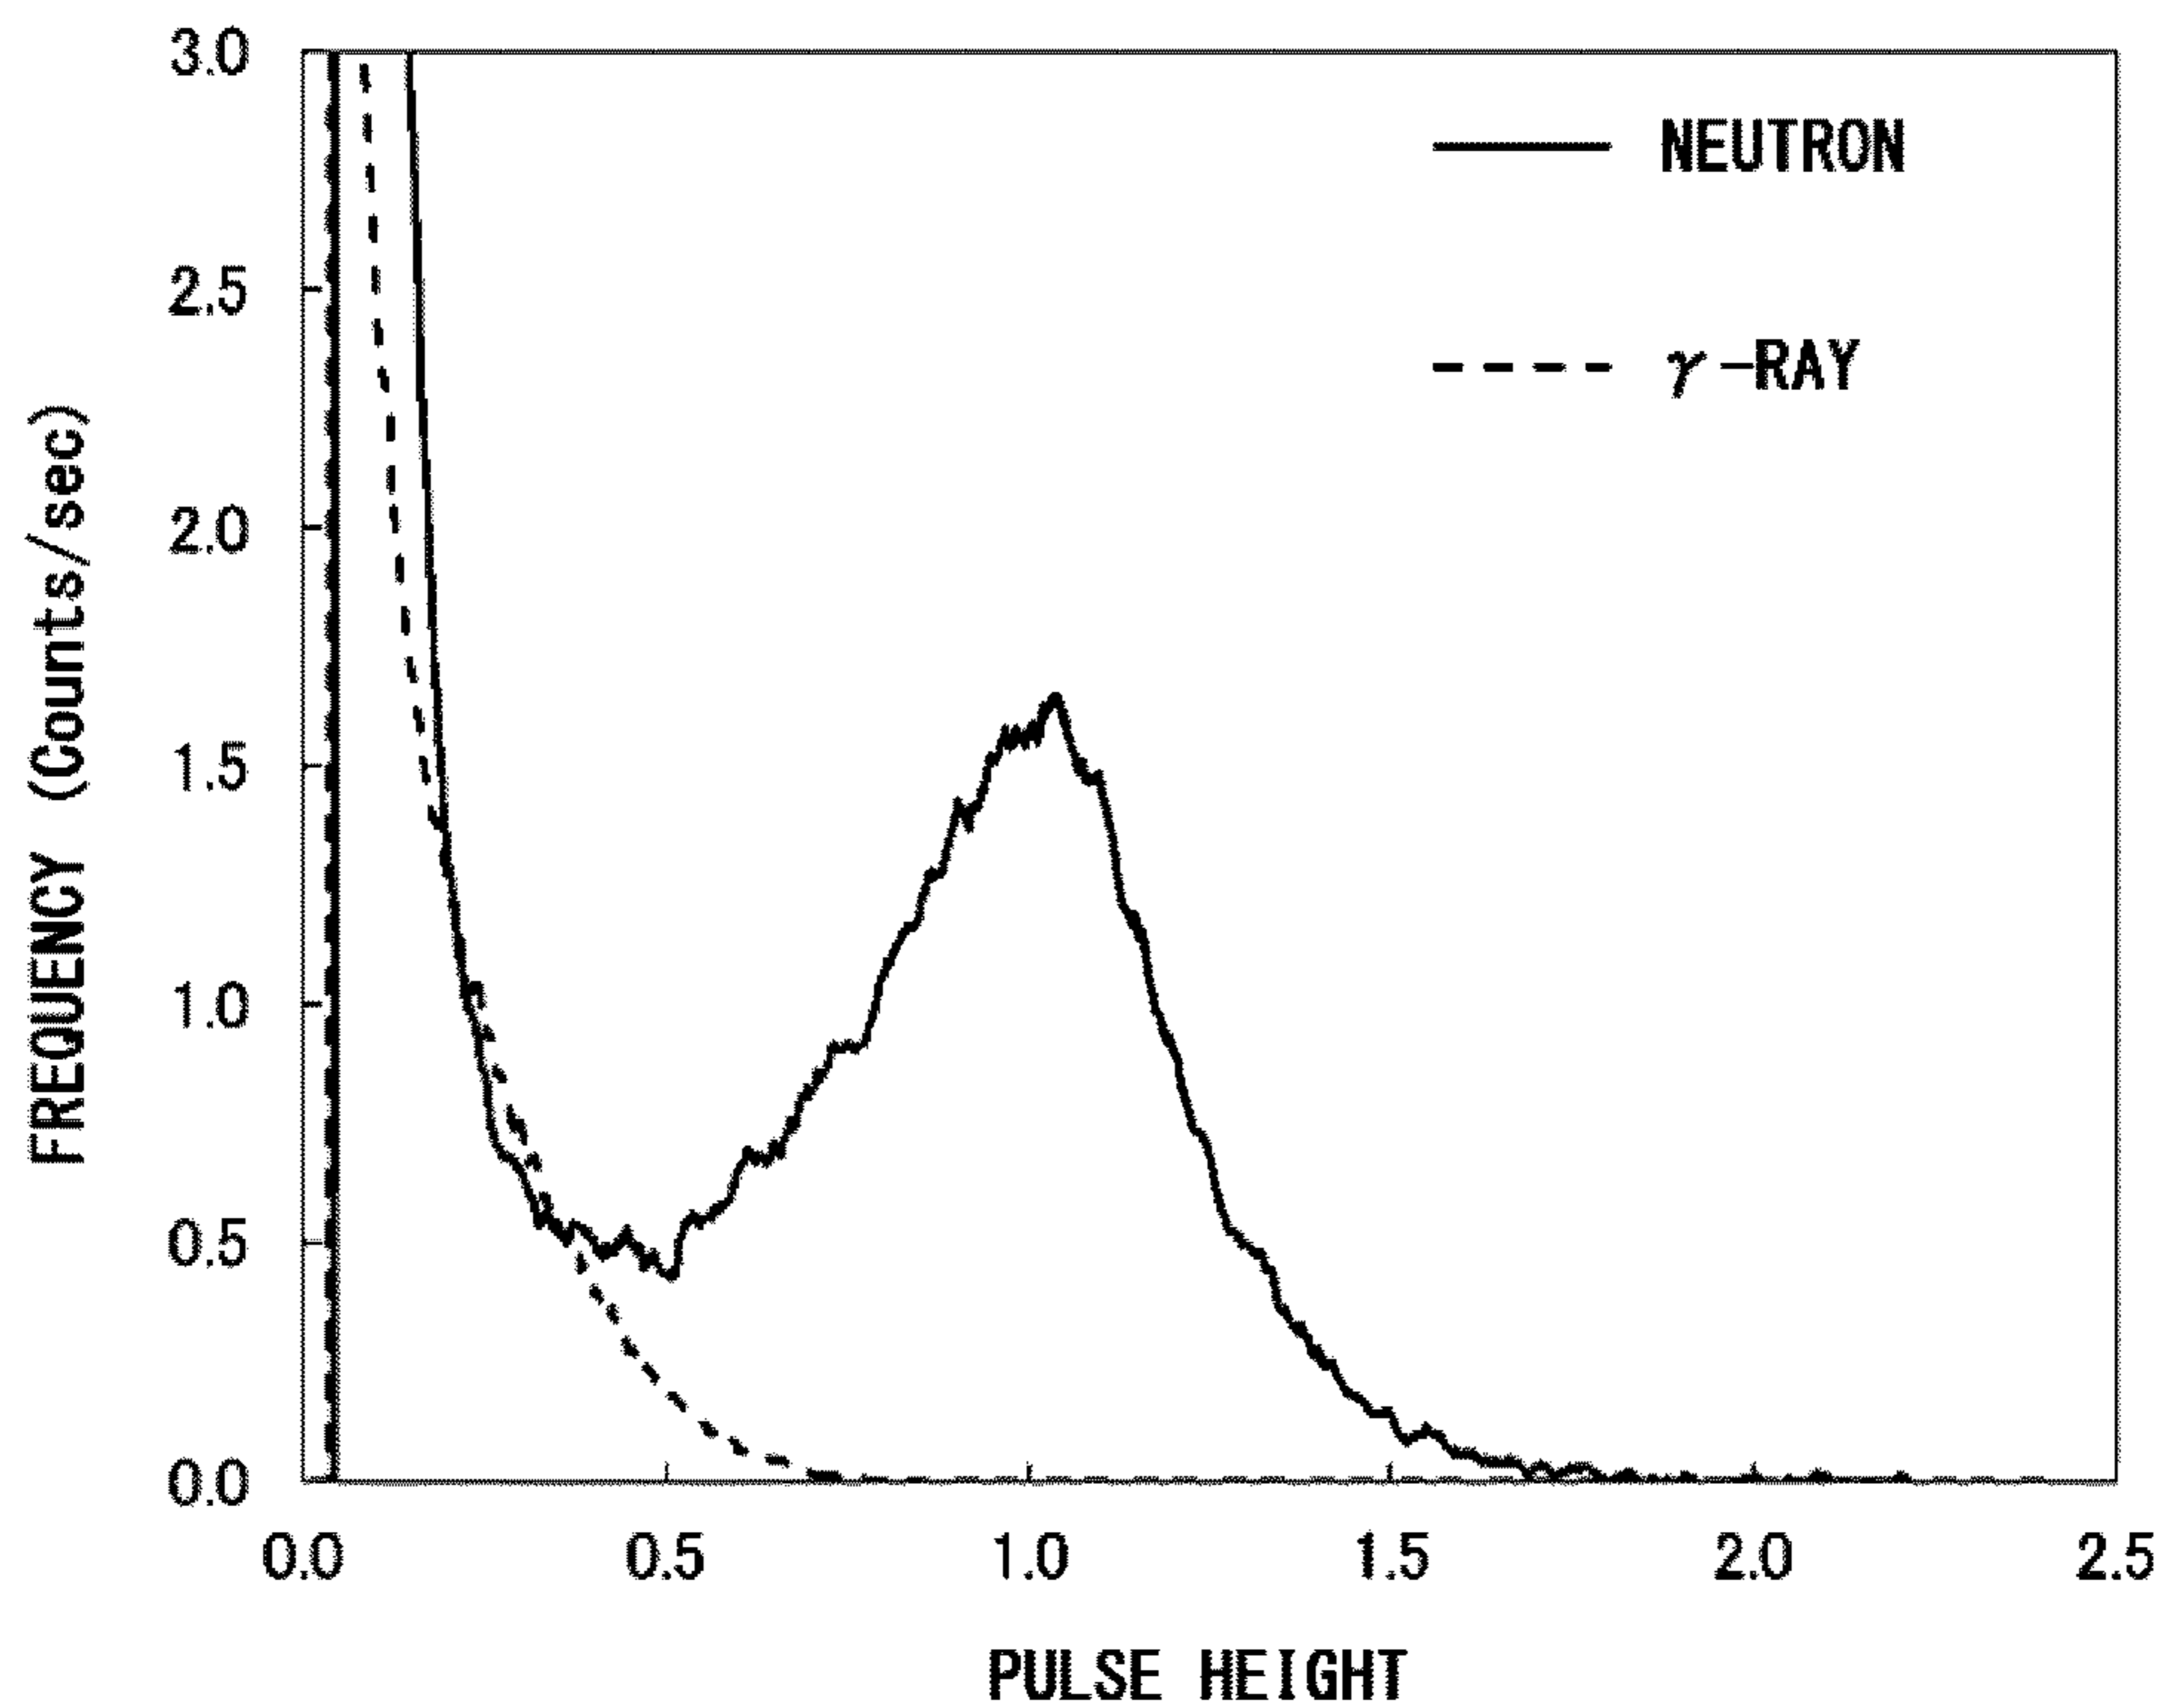 3.0
2.5
2.0
1.5
1.0
0.5
0.0
FREQUENCY (Counts/sec)
NEUTRON
γ-RAY
0.0 0.5 1.0 1.5 2.0 2.5
PULSE HEIGHT